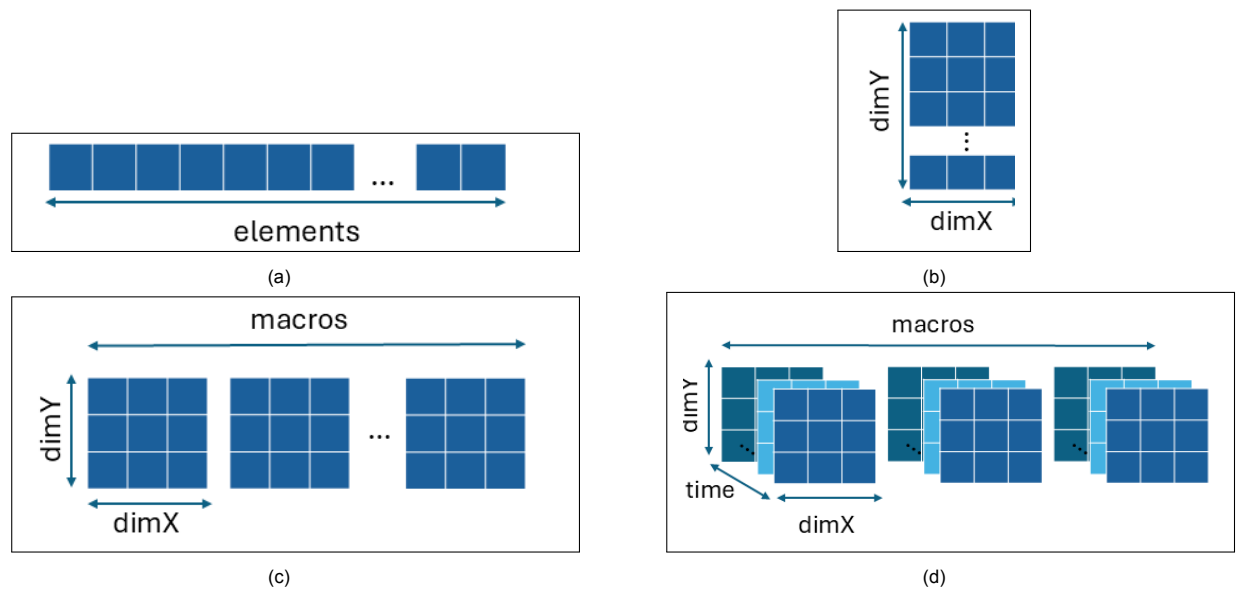 ...
elements
(a)
dimY
...
dimX
(b)
macros
dimY
...
dimX
(c)
macros
dimY
...
...
...
time
dimX
(d)